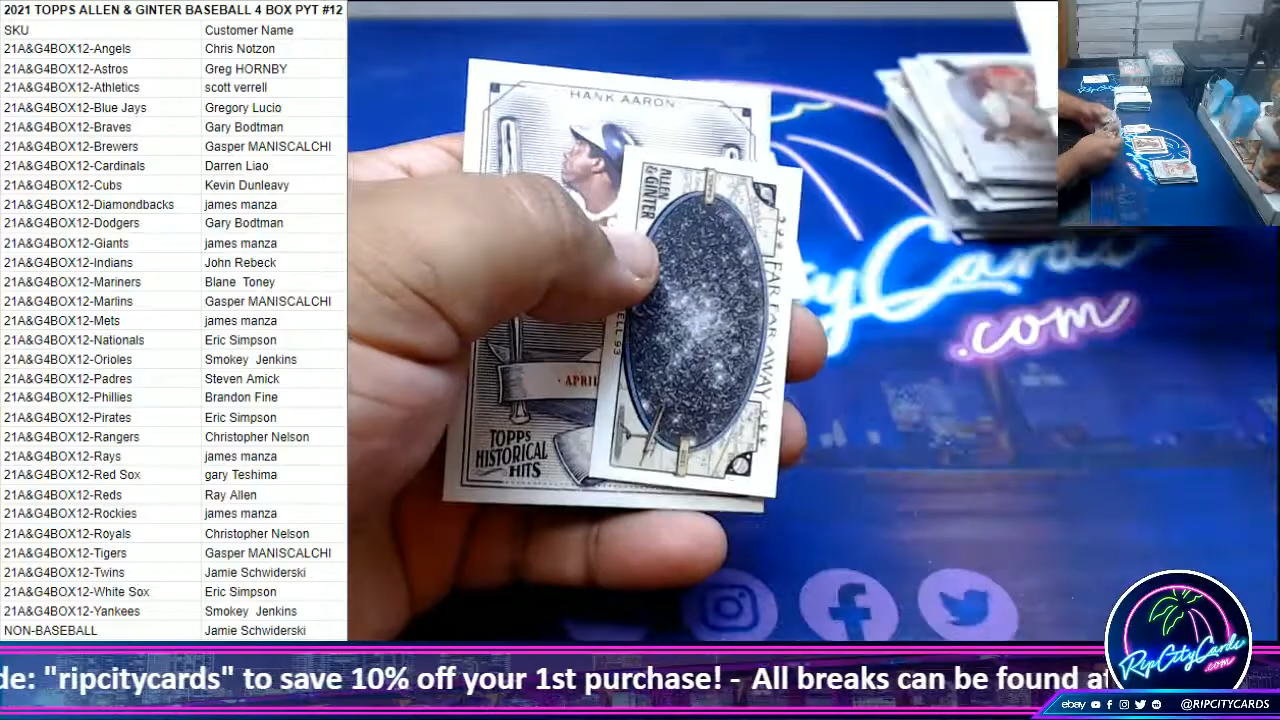 2021 TOPPS ALLEN & GINTER BASEBALL 4 BOX PYT #12
SKU Customer Name
21A&G4BOX12-Angels Chris Notzon
21A&G4BOX12-Astros Greg HORNBY
21A&G4BOX12-Athletics scott verrell
21A&G4BOX12-Blue Jays Gregory Lucio
21A&G4BOX12-Braves Gary Bodtman
21A&G4BOX12-Brewers Gasper MANISCALCHI
21A&G4BOX12-Cardinals Darren Liao
21A&G4BOX12-Cubs Kevin Dunleavy
21A&G4BOX12-Diamondbacks james manza
21A&G4BOX12-Dodgers Gary Bodtman
21A&G4BOX12-Giants james manza
21A&G4BOX12-Indians John Rebeck
21A&G4BOX12-Mariners Blane Toney
21A&G4BOX12-Marlins Gasper MANISCALCHI
21A&G4BOX12-Mets james manza
21A&G4BOX12-Nationals Eric Simpson
21A&G4BOX12-Orioles Smokey Jenkins
21A&G4BOX12-Padres Steven Amick
21A&G4BOX12-Phillies Brandon Fine
21A&G4BOX12-Pirates Eric Simpson
21A&G4BOX12-Rangers Christopher Nelson
21A&G4BOX12-Rays james manza
21A&G4BOX12-Red Sox gary Teshima
21A&G4BOX12-Reds Ray Allen
21A&G4BOX12-Rockies james manza
21A&G4BOX12-Royals Christopher Nelson
21A&G4BOX12-Tigers Gasper MANISCALCHI
21A&G4BOX12-Twins Jamie Schwiderski
21A&G4BOX12-White Sox Eric Simpson
21A&G4BOX12-Yankees Smokey Jenkins
NON-BASEBALL Jamie Schwiderski
HANK AARON
ALLEN
& GINTER
FAR FAR AWAY
ELL 93
· APRIL
TOPPS
HISTORICAL
HITS
ityCards
.com
RipCityCards
.com
de: "ripcitycards" to save 10% off your 1st purchase! - All breaks can be found at
ebay @RIPCITYCARDS